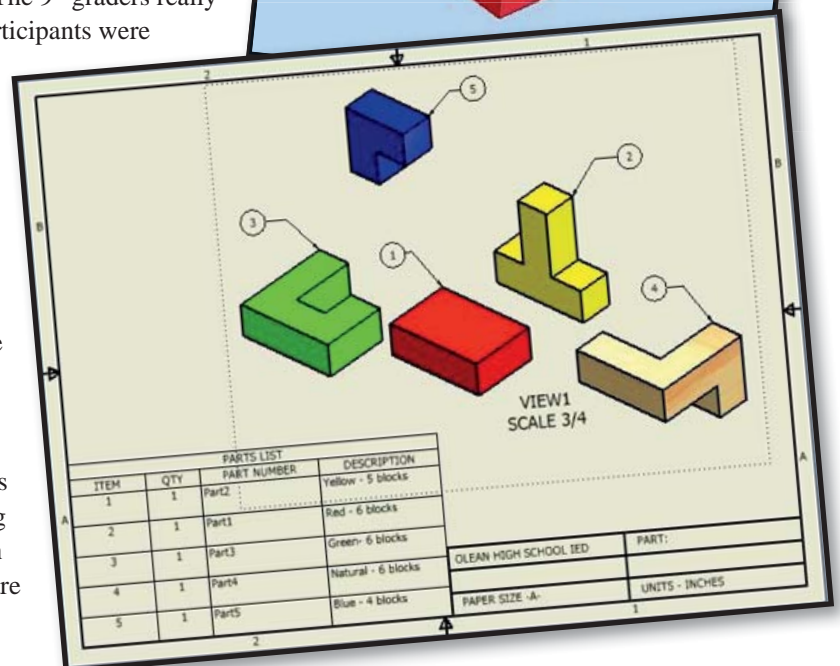 The 9th graders really
rticipants were
e
s
g
n
re
2
1
B
B
5
2
3
1
4
VIEW1
SCALE 3/4
A
A
PARTS LIST
ITEM QTY PART NUMBER DESCRIPTION
1 1 Part2 Yellow - 5 blocks
2 1 Part1 Red - 6 blocks
3 1 Part3 Green- 6 blocks
4 1 Part4 Natural - 6 blocks
5 1 Part5 Blue - 4 blocks
OLEAN HIGH SCHOOL IED PART:
PAPER SIZE -A- UNITS - INCHES
2
1